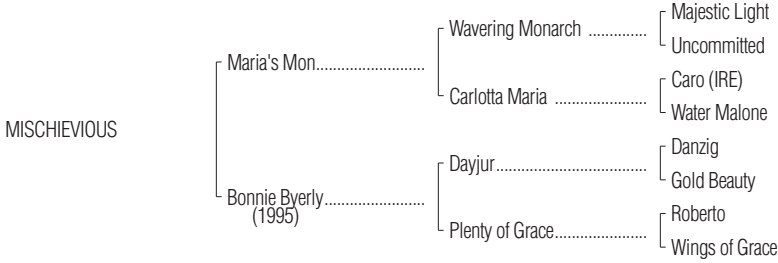 Majestic Light
Wavering Monarch ..............
Uncommitted
Maria's Mon..........................
Caro (IRE)
Carlotta Maria ......................
Water Malone
MISCHIEVIOUS
Danzig
Dayjur....................................
Gold Beauty
Bonnie Byerly........................
(1995)
Roberto
Plenty of Grace......................
Wings of Grace